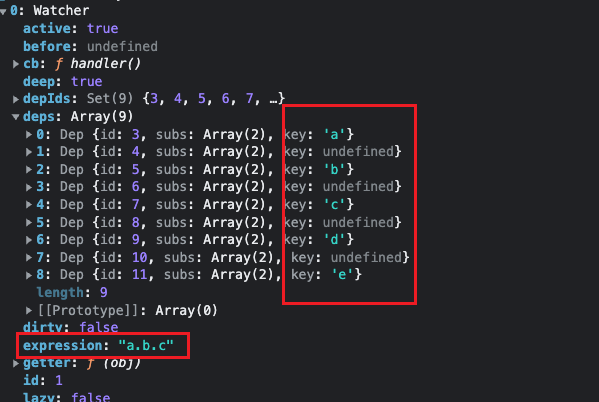 ▼0: Watcher
active: true
before: undefined
▶cb: ƒ handler()
deep: true
▶depIds: Set(9) {3, 4, 5, 6, 7, …}
▼deps: Array(9)
▶0: Dep {id: 3, subs: Array(2), key: 'a'}
▶1: Dep {id: 4, subs: Array(2), key: undefined}
▶2: Dep {id: 5, subs: Array(2), key: 'b'}
▶3: Dep {id: 6, subs: Array(2), key: undefined}
▶4: Dep {id: 7, subs: Array(2), key: 'c'}
▶5: Dep {id: 8, subs: Array(2), key: undefined}
▶6: Dep {id: 9, subs: Array(2), key: 'd'}
▶7: Dep {id: 10, subs: Array(2), key: undefined}
▶8: Dep {id: 11, subs: Array(2), key: 'e'}
length: 9
▶[[Prototype]]: Array(0)
dirty: false
expression: "a.b.c"
▶getter: ƒ (obj)
id: 1
lazy: false